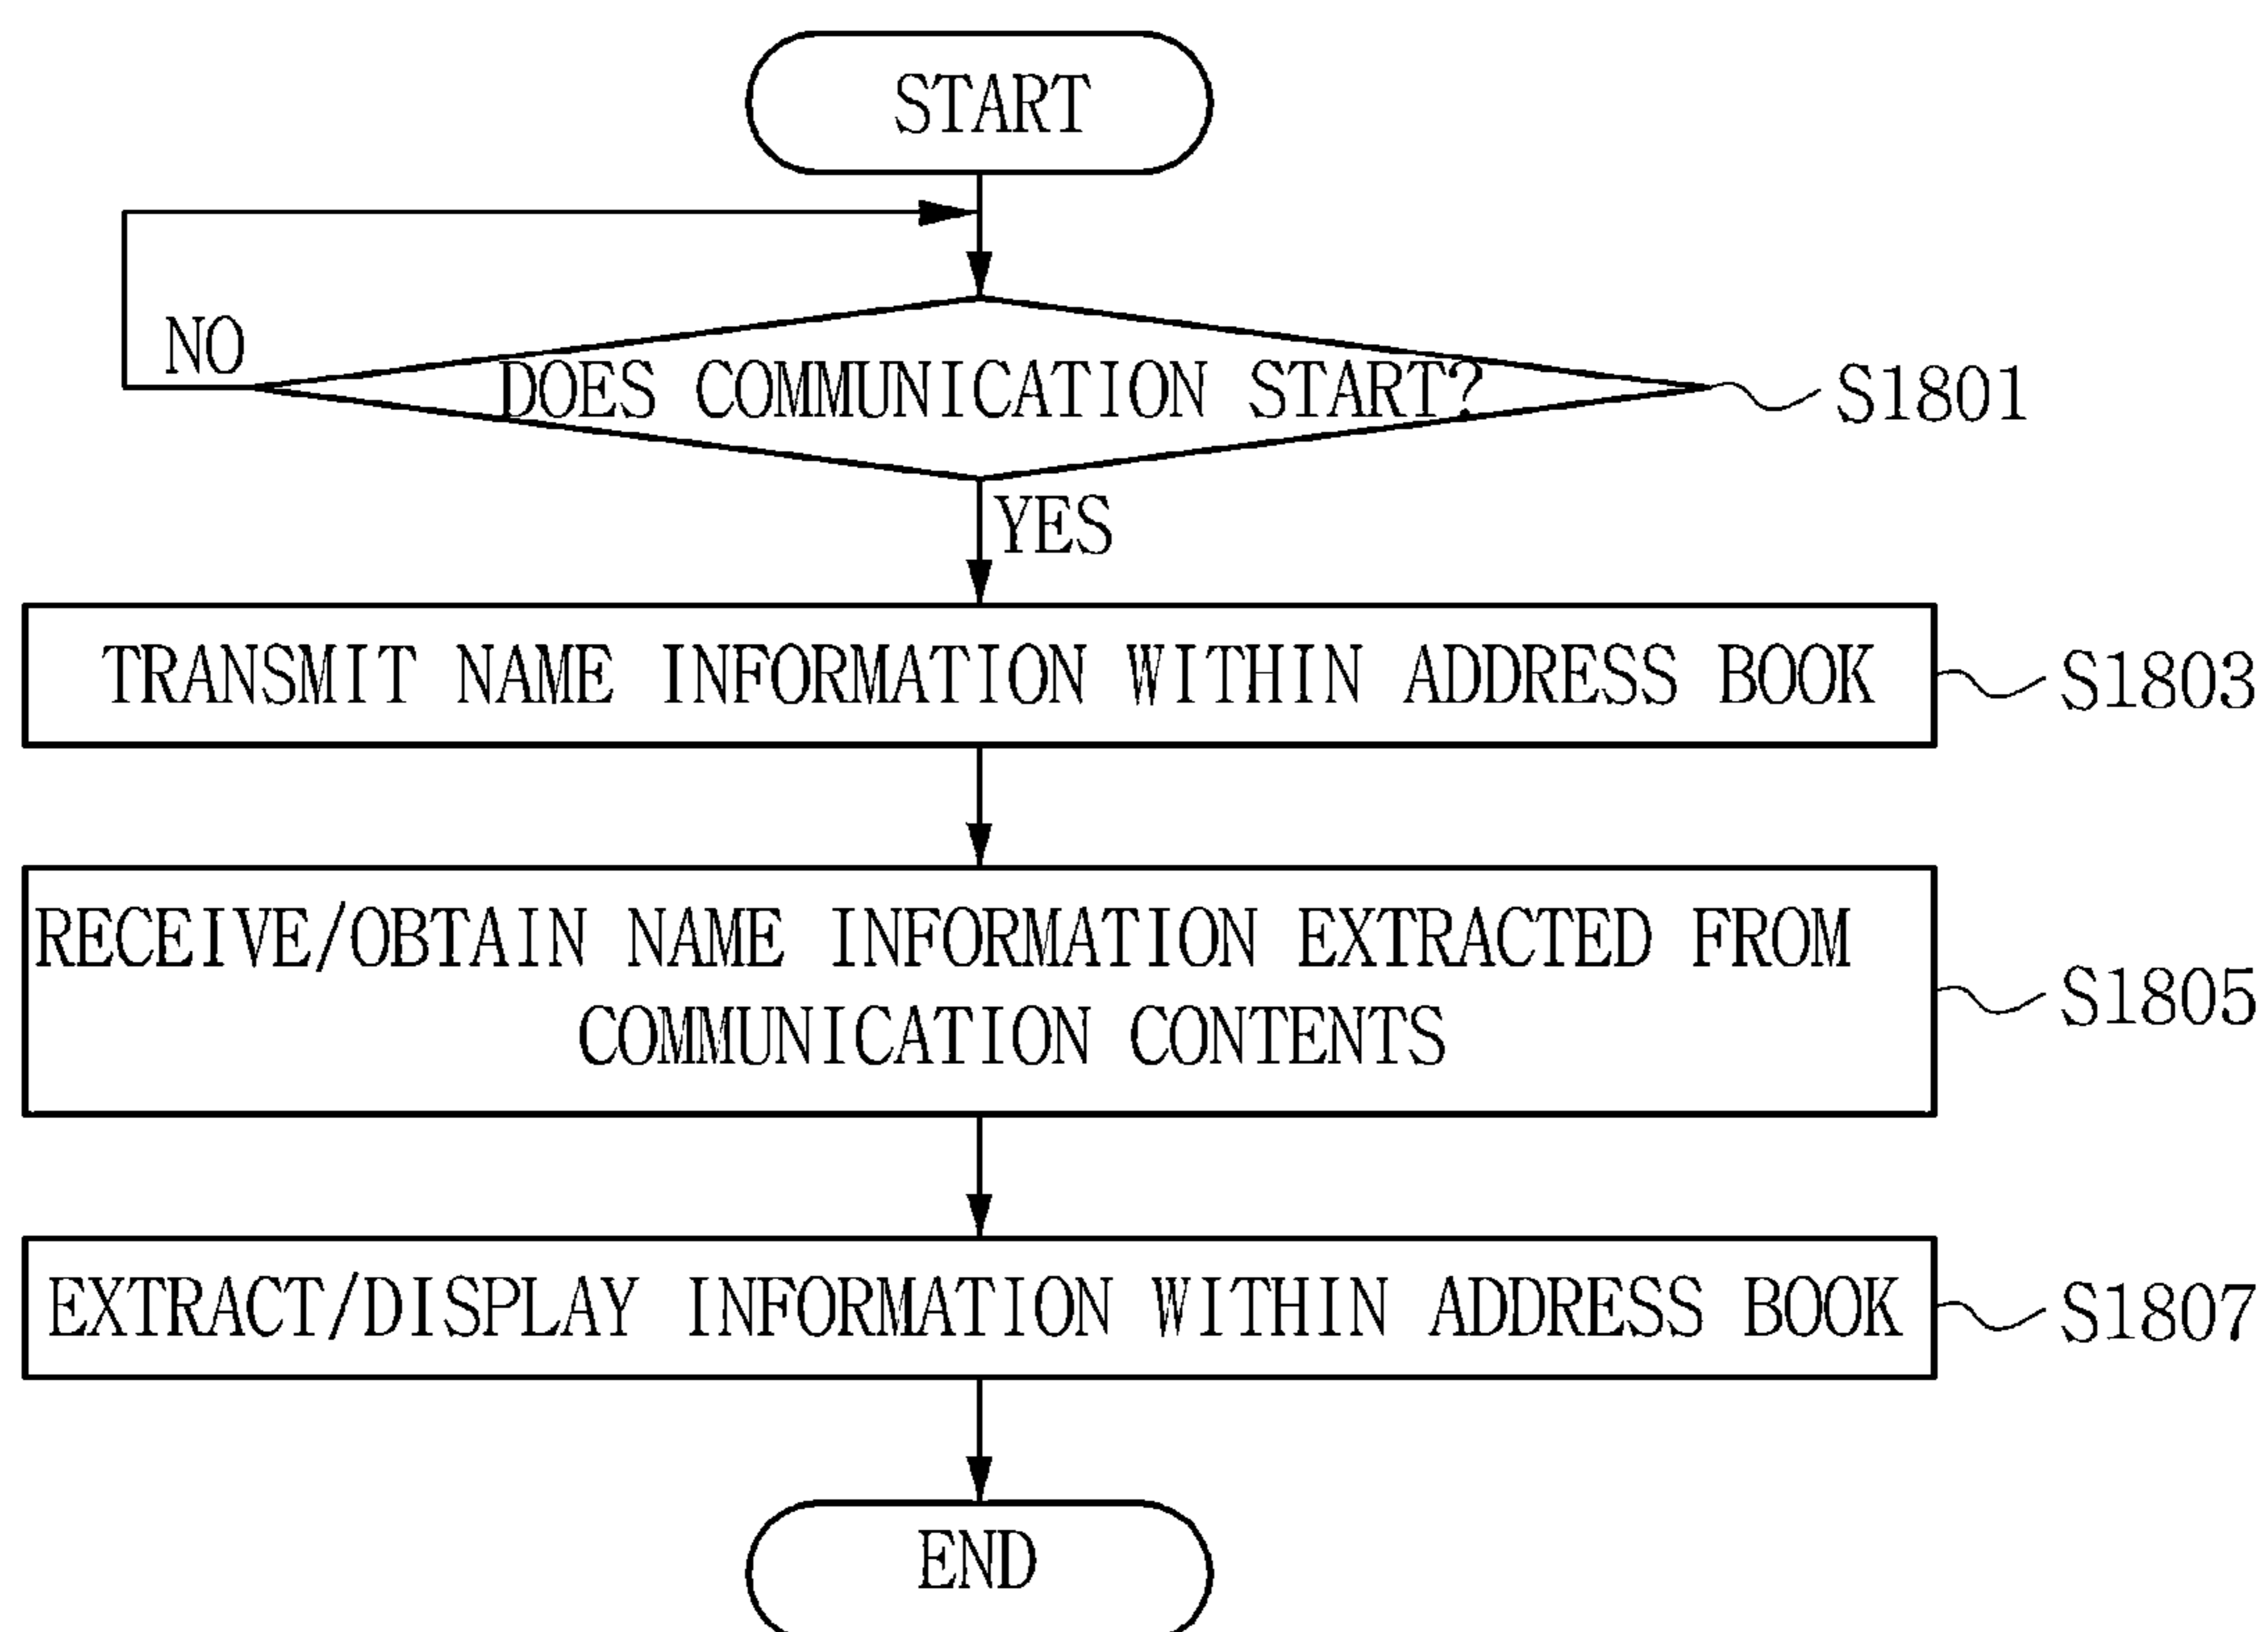 START
NO
DOES COMMUNICATION START?
S1801
YES
TRANSMIT NAME INFORMATION WITHIN ADDRESS BOOK
S1803
RECEIVE/OBTAIN NAME INFORMATION EXTRACTED FROM
COMMUNICATION CONTENTS
S1805
EXTRACT/DISPLAY INFORMATION WITHIN ADDRESS BOOK
S1807
END